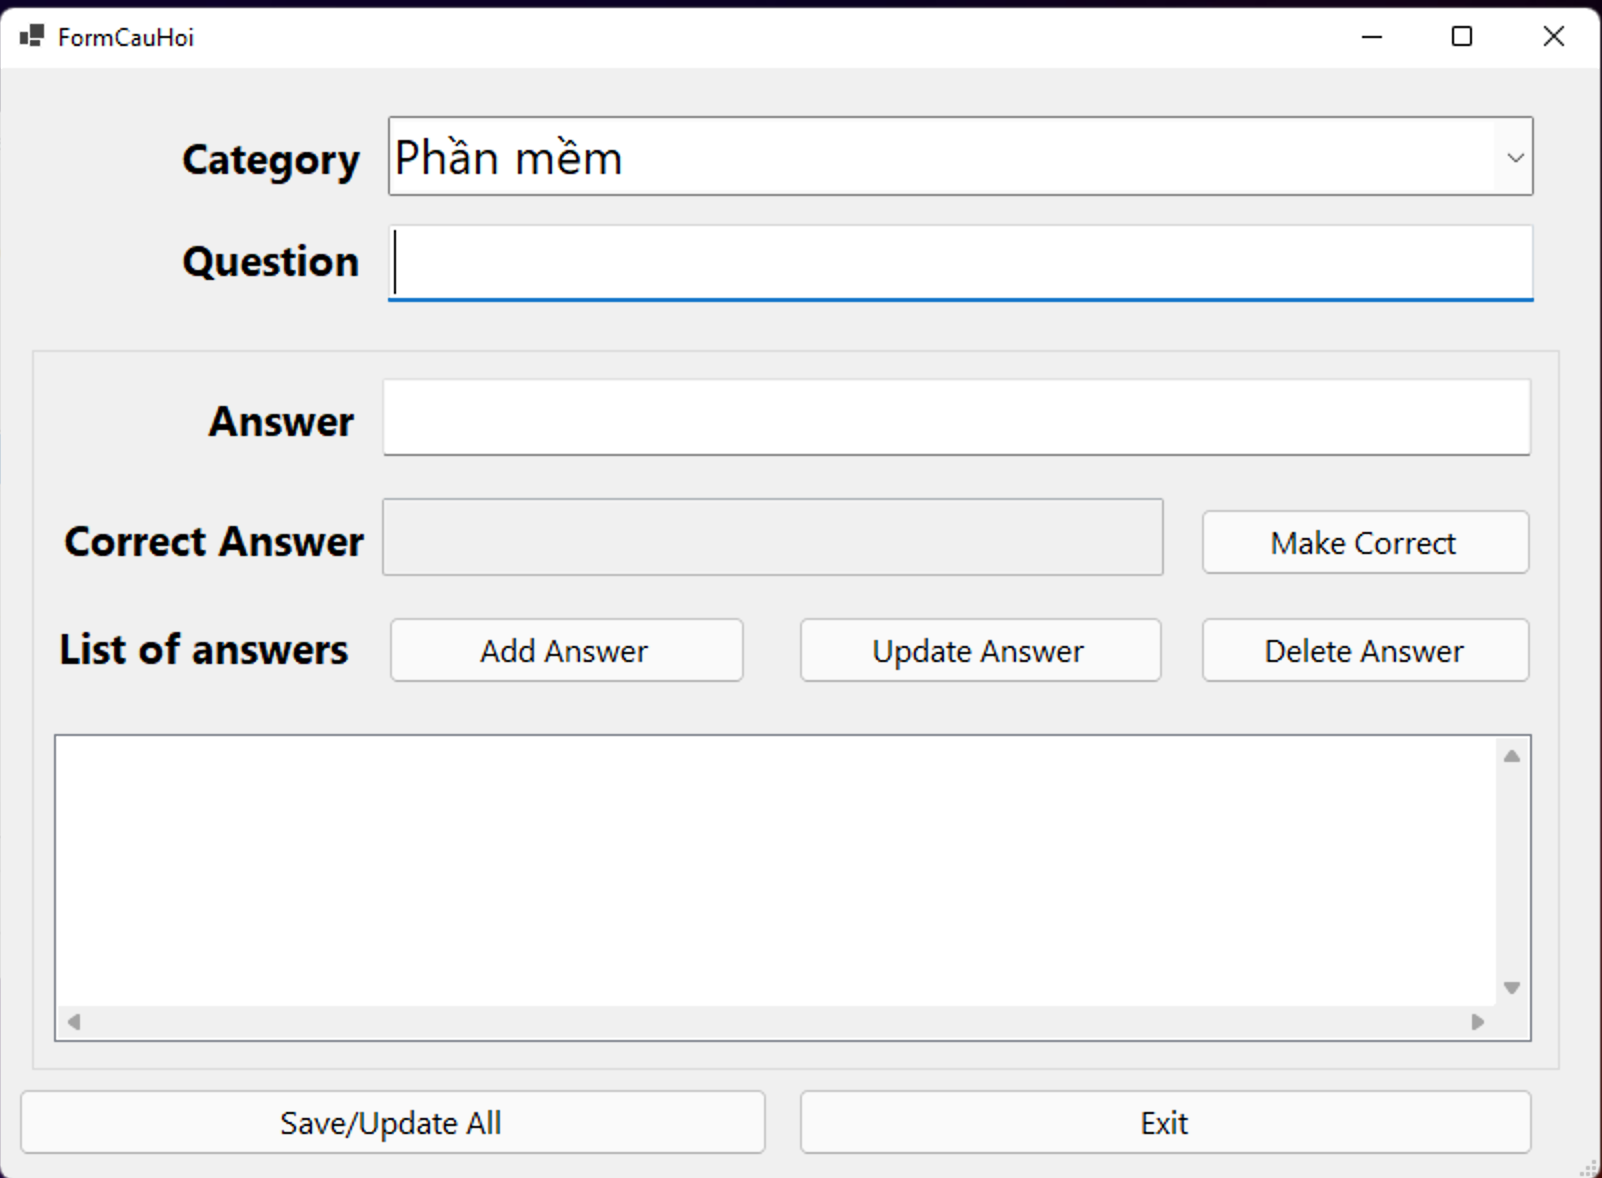 FormCauHoi
Category
Phần mềm
Question
Answer
Correct Answer
Make Correct
List of answers
Add Answer
Update Answer
Delete Answer
Save/Update All
Exit